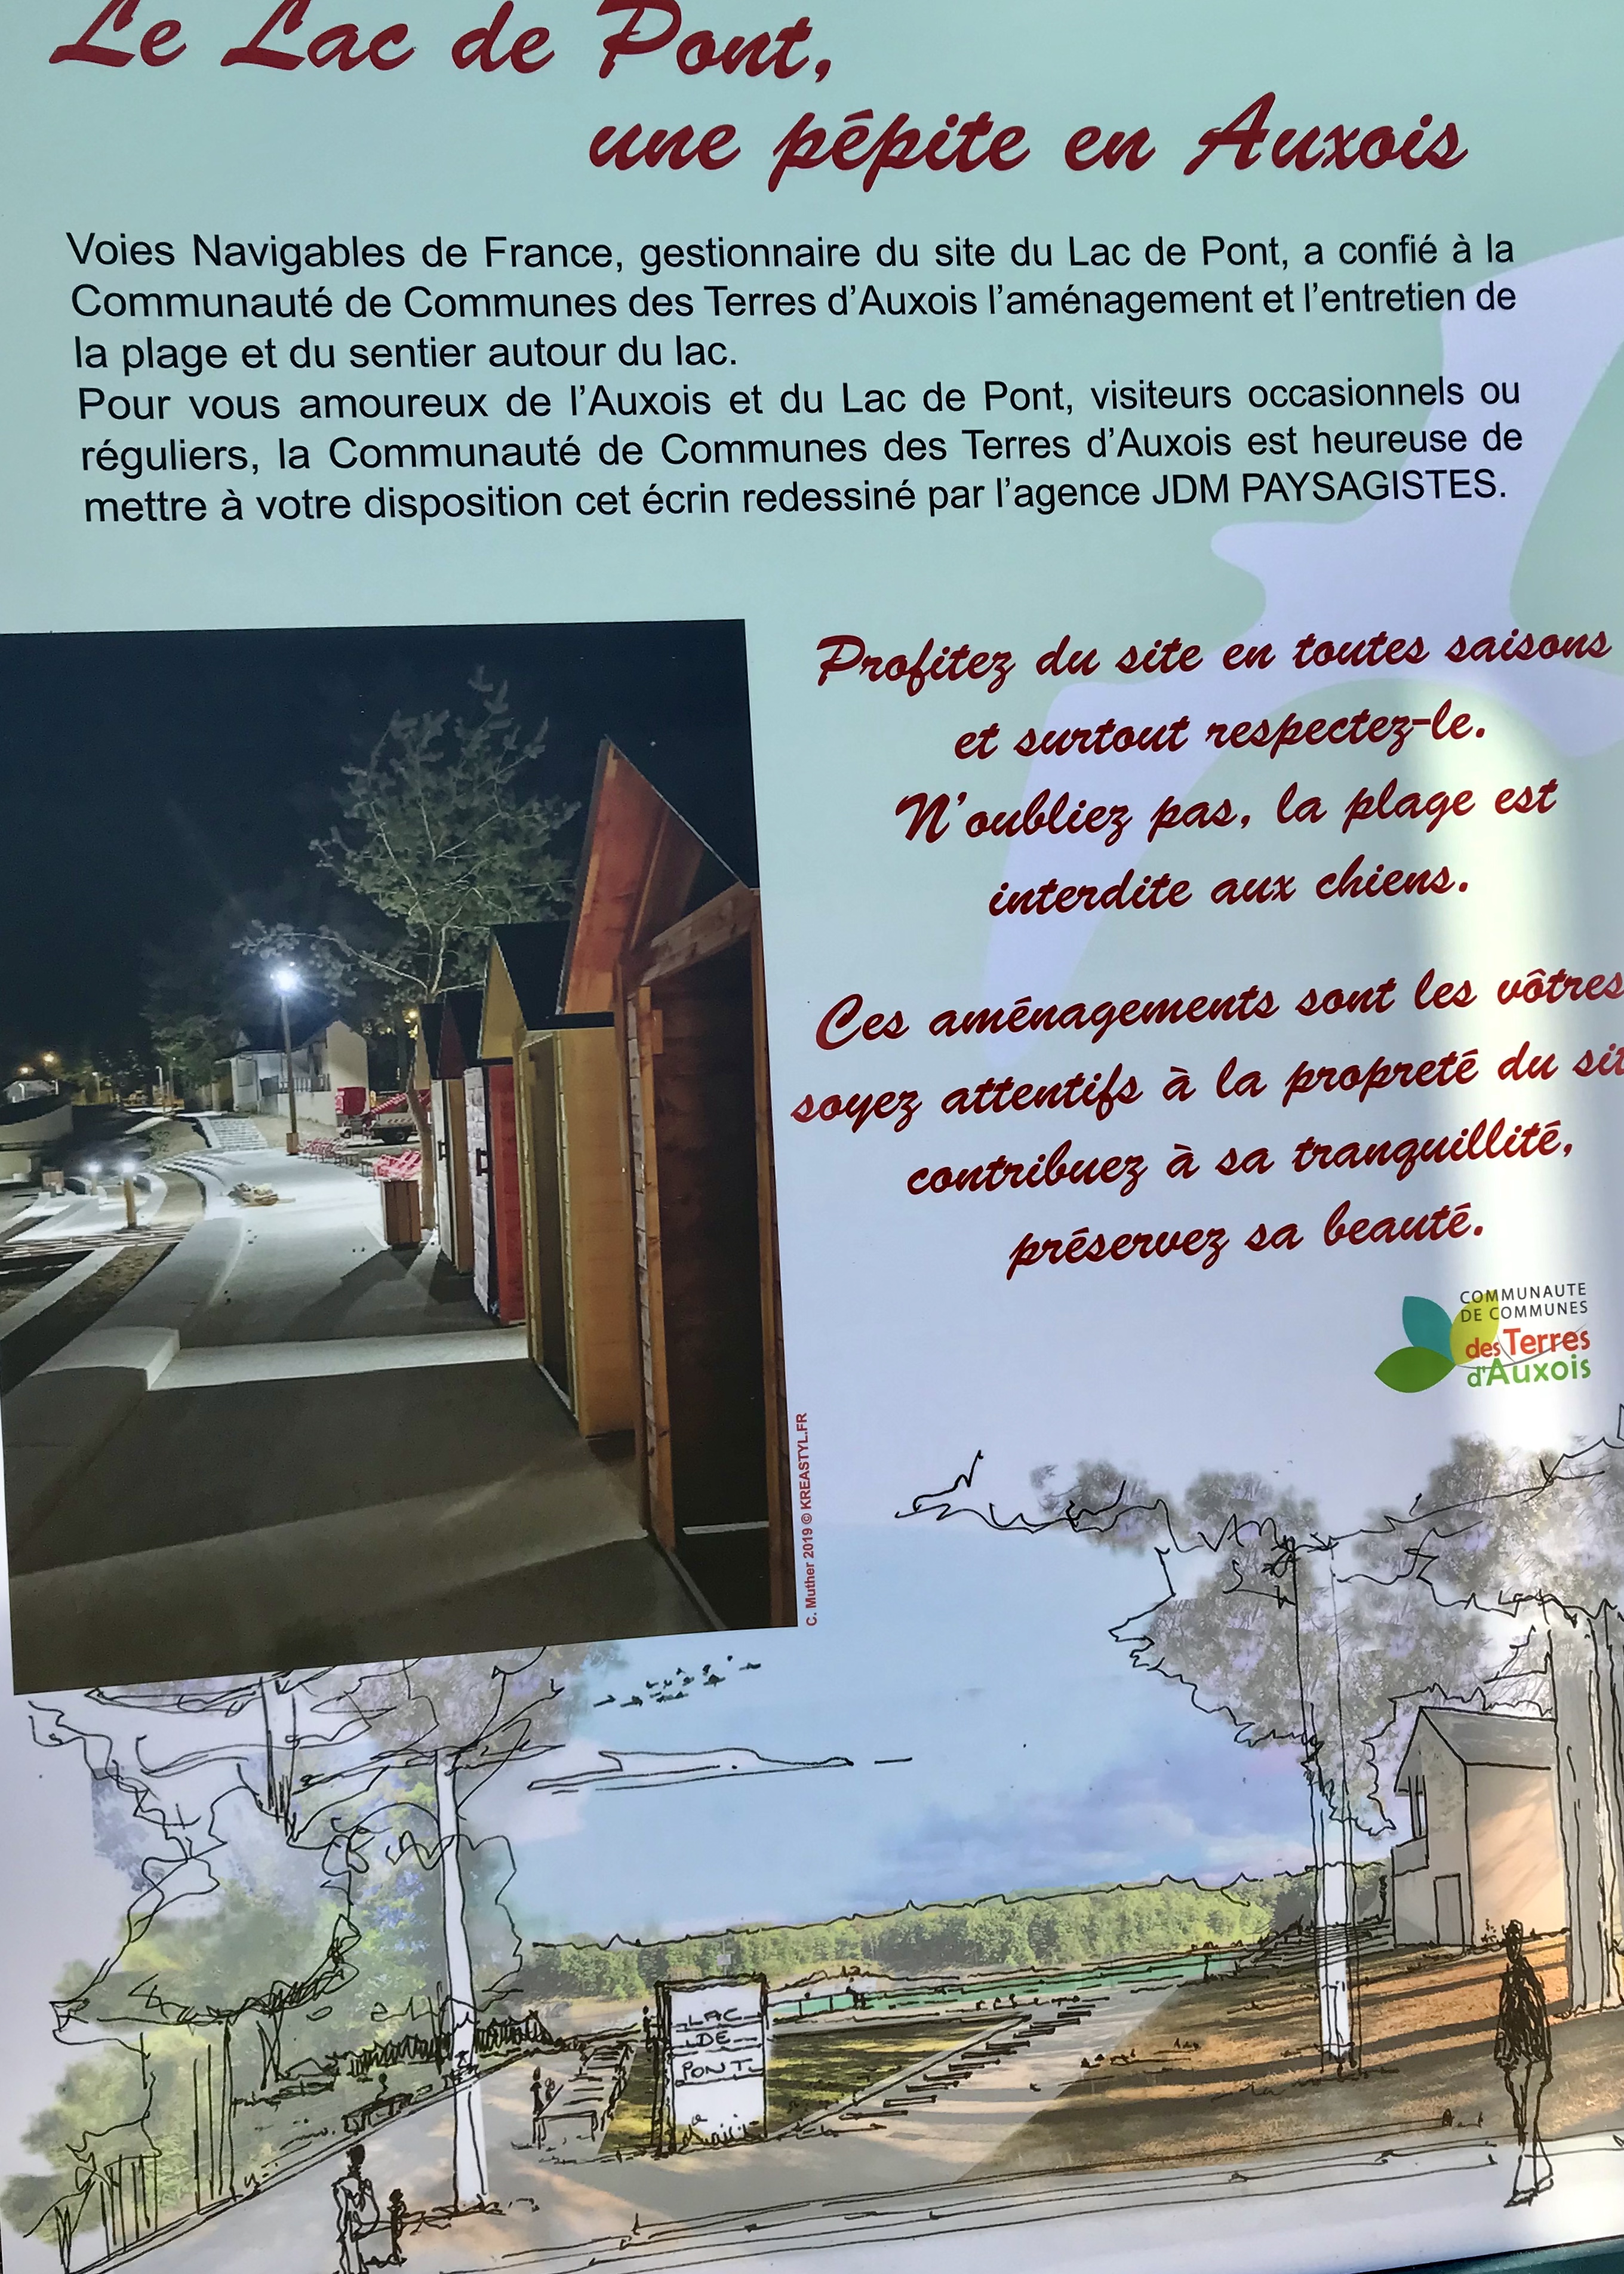 Le Lac de Pont,
une pépite en Auxois
Voies Navigables de France, gestionnaire du site du Lac de Pont, a confié à la
Communauté de Communes des Terres d'Auxois l'aménagement et l'entretien de
la plage et du sentier autour du lac.
Pour vous amoureux de l'Auxois et du Lac de Pont, visiteurs occasionnels ou
réguliers, la Communauté de Communes des Terres d'Auxois est heureuse de
mettre à votre disposition cet écrin redessiné par l'agence JDM PAYSAGISTES.
Profitez du site en toutes saisons
et surtout respectez-le.
N'oubliez pas, la plage est
interdite aux chiens.
Ces aménagements sont les vôtres
soyez attentifs à la propreté du sit
contribuez à sa tranquillité,
préservez sa beauté.
COMMUNAUTE
DE COMMUNES
des Terres
d'Auxois
C. Muther 2019 © KREASTYL.FR
LAC
DE
PONT